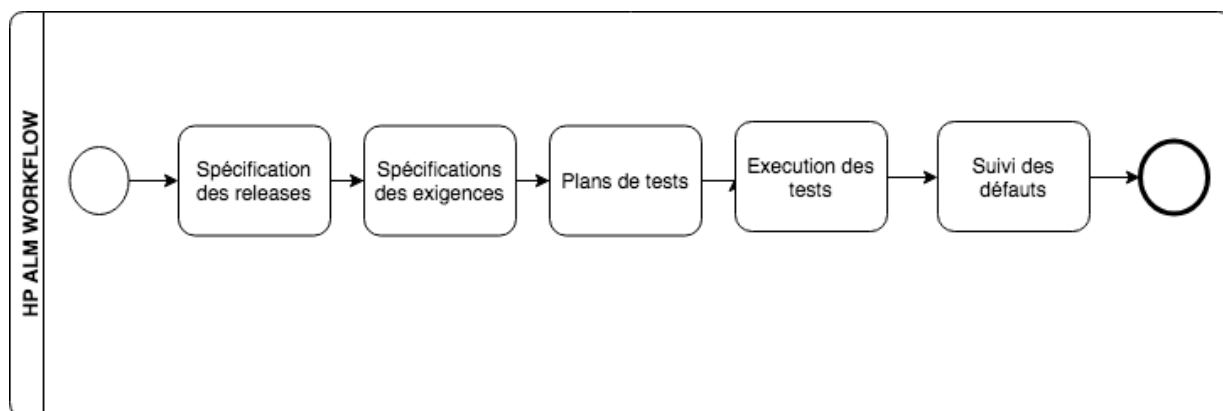 HP ALM WORKFLOW
Spécification
des releases
Spécifications
des exigences
Plans de tests
Execution des
tests
Suivi des
défauts